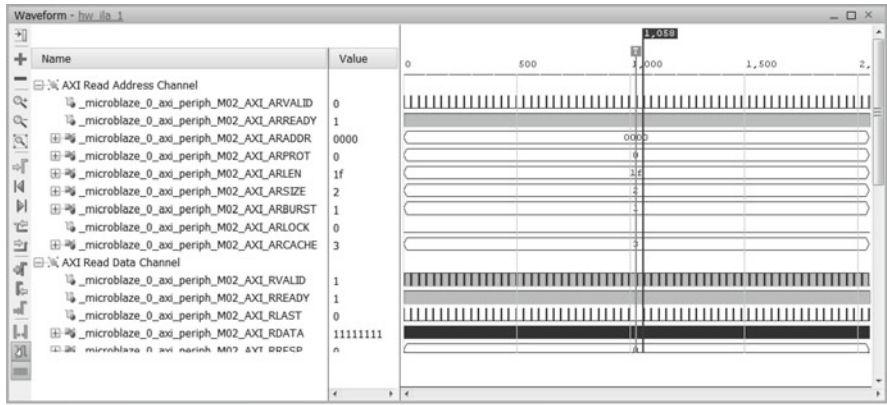 Waveform - hw_ila_1
1,058
Name Value
0 500 1,000 1,500 2,
AXI Read Address Channel
_microblaze_0_axi_periph_M02_AXI_ARVALID 0
_microblaze_0_axi_periph_M02_AXI_ARREADY 1
_microblaze_0_axi_periph_M02_AXI_ARADDR 0000 0000
_microblaze_0_axi_periph_M02_AXI_ARPROT 0 0
_microblaze_0_axi_periph_M02_AXI_ARLEN 1f 1f
_microblaze_0_axi_periph_M02_AXI_ARSIZE 2 2
_microblaze_0_axi_periph_M02_AXI_ARBURST 1 1
_microblaze_0_axi_periph_M02_AXI_ARLOCK 0
_microblaze_0_axi_periph_M02_AXI_ARCACHE 3 3
AXI Read Data Channel
_microblaze_0_axi_periph_M02_AXI_RVALID 1
_microblaze_0_axi_periph_M02_AXI_RREADY 1
_microblaze_0_axi_periph_M02_AXI_RLAST 0
_microblaze_0_axi_periph_M02_AXI_RDATA 11111111
_microblaze_0_axi_periph_M02_AXI_RRESP 0 0